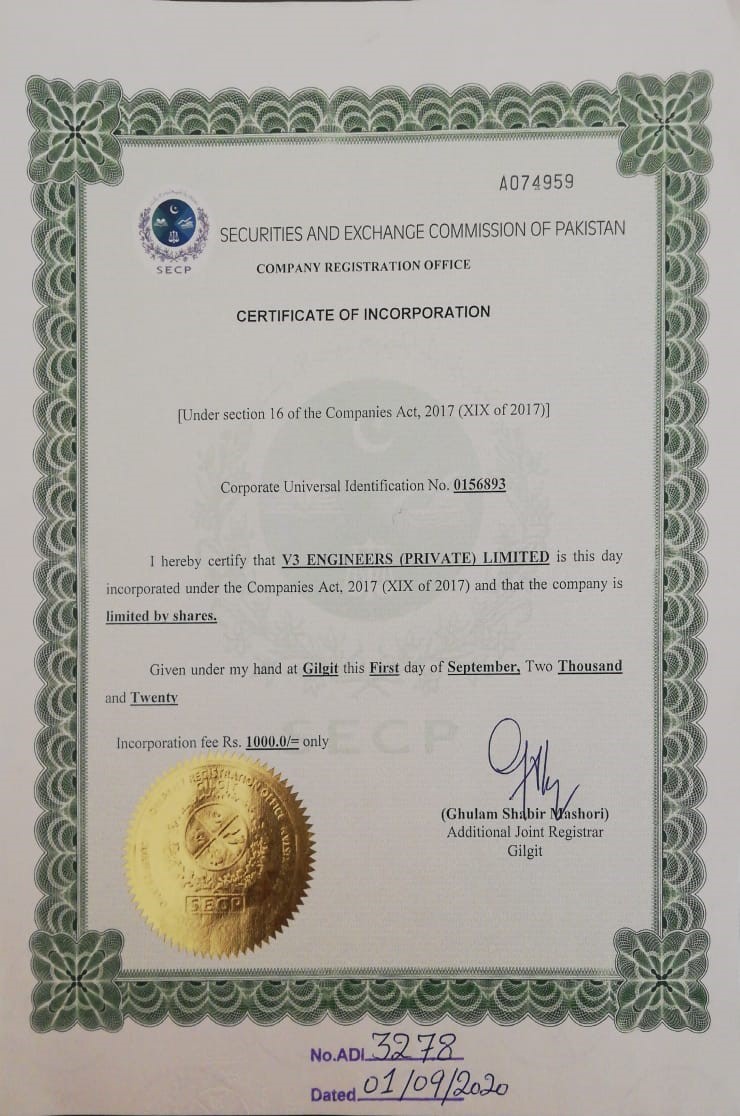 A074959
SECP
SECURITIES AND EXCHANGE COMMISSION OF PAKISTAN
COMPANY REGISTRATION OFFICE
CERTIFICATE OF INCORPORATION
[Under section 16 of the Companies Act, 2017 (XIX of 2017)]
Corporate Universal Identification No. 0156893
I hereby certify that V3 ENGINEERS (PRIVATE) LIMITED is this day
incorporated under the Companies Act, 2017 (XIX of 2017) and that the company is
limited by shares.
Given under my hand at Gilgit this First day of September, Two Thousand
and Twenty
SECP
Incorporation fee Rs. 1000.0/= only
(Ghulam Shabir Mashori)
Additional Joint Registrar
Gilgit
REGISTRATION OFFICE
SECP
No.ADI 3278
Dated 01/09/2020